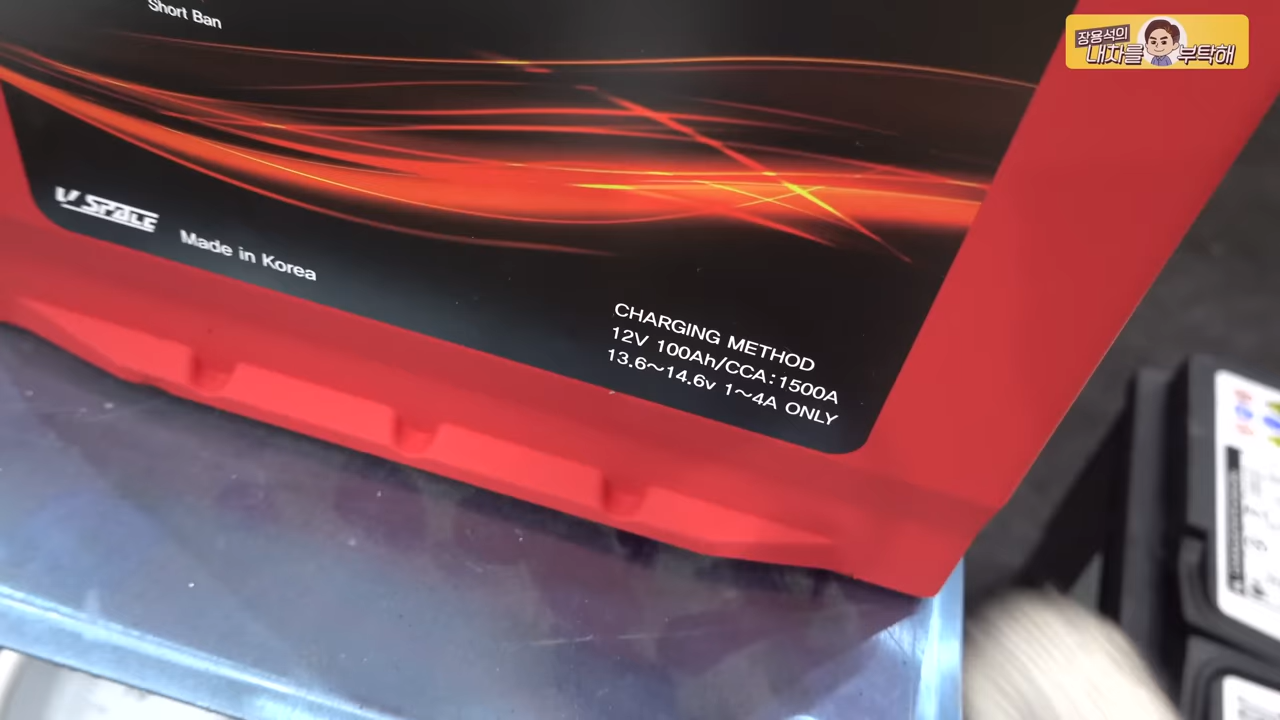 Short Ban
장용석의
내차를 부탁해
V SPACE
Made in Korea
CHARGING METHOD
12V 100Ah/CCA:1500A
13.6~14.6v 1~4A ONLY